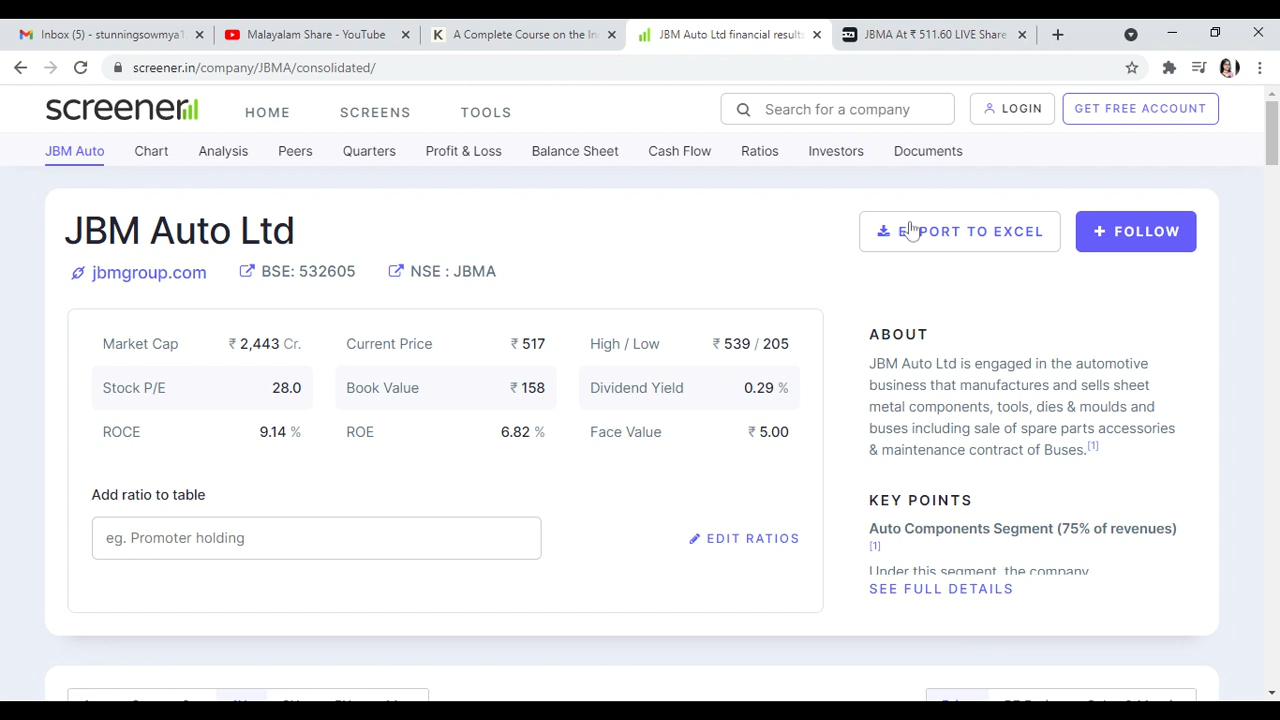 Inbox (5) - stunningsowmya1
Malayalam Share - YouTube
K A Complete Course on the In
JBM Auto Ltd financial results
JBMA At ₹ 511.60 LIVE Share
screener.in/company/JBMA/consolidated/
screener
HOME SCREENS TOOLS
Search for a company
LOGIN
GET FREE ACCOUNT
JBM Auto Chart Analysis Peers Quarters Profit & Loss Balance Sheet Cash Flow Ratios Investors Documents
JBM Auto Ltd
EXPORT TO EXCEL
+ FOLLOW
jbmgroup.com BSE: 532605 NSE : JBMA
Market Cap ₹ 2,443 Cr. Current Price ₹ 517 High / Low ₹ 539 / 205
Stock P/E 28.0 Book Value ₹ 158 Dividend Yield 0.29 %
ROCE 9.14 % ROE 6.82 % Face Value ₹ 5.00
Add ratio to table
eg. Promoter holding
EDIT RATIOS
ABOUT
JBM Auto Ltd is engaged in the automotive
business that manufactures and sells sheet
metal components, tools, dies & moulds and
buses including sale of spare parts accessories
& maintenance contract of Buses.[1]
KEY POINTS
Auto Components Segment (75% of revenues)
[1]
Under this segment, the company
SEE FULL DETAILS